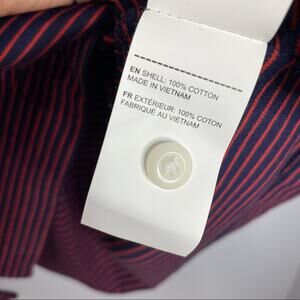 EN SHELL: 100% COTTON
MADE IN VIETNAM
FR EXTÉRIEUR: 100% COTON
FABRIQUÉ AU VIETNAM